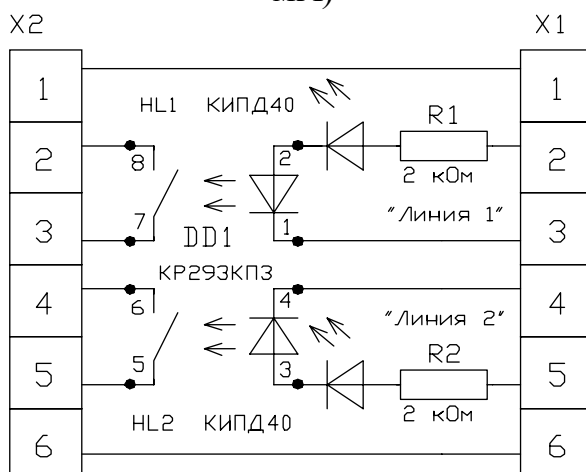 X2
X1
1
1
HL1 КИПД40
R1
2
8
2
2
2 кОм
7
"Линия 1"
3
1
3
DD1
КР293КП3
4
6
4
"Линия 2"
4
R2
5
5
3
5
2 кОм
HL2 КИПД40
6
6